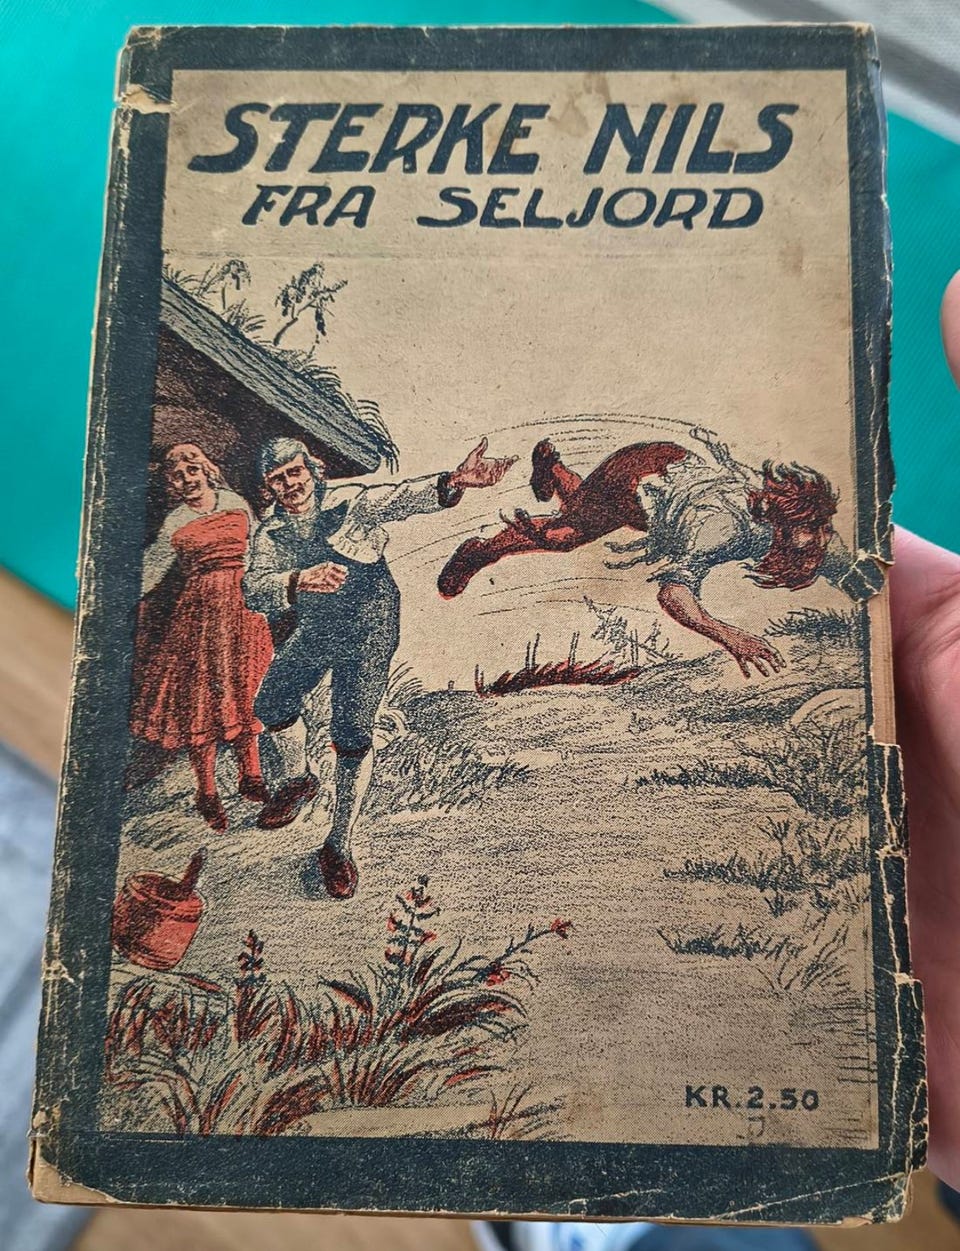 STERKE NILS
FRA SELJORD
KR. 2.50